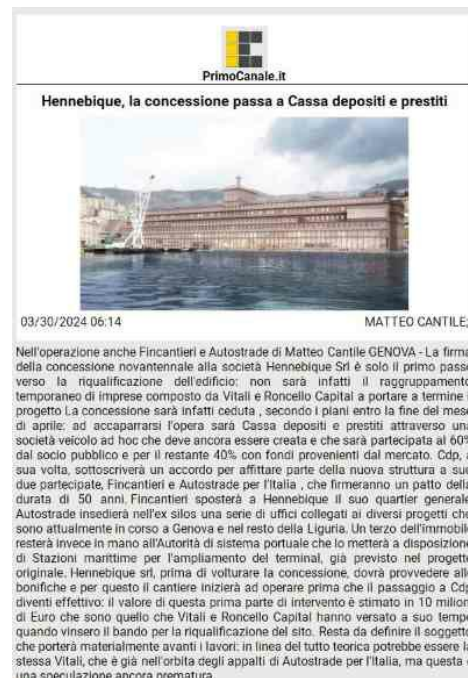 PrimoCanale.it
Hennebique, la concessione passa a Cassa depositi e prestiti
03/30/2024 06:14
MATTEO CANTILE;
Nell'operazione anche Fincantieri e Autostrade di Matteo Cantile GENOVA - La firma
della concessione novantennale alla società Hennebique Srl è solo il primo passo
verso la riqualificazione dell'edificio: non sarà infatti il raggruppamento
temporaneo di imprese composto da Vitali e Roncello Capital a portare a termine i
progetto La concessione sarà infatti ceduta , secondo i piani entro la fine del mese
di aprile: ad accaparrarsi l'opera sarà Cassa depositi e prestiti attraverso una
società veicolo ad hoc che deve ancora essere creata e che sarà partecipata al 60%
dal socio pubblico e per il restante 40% con fondi provenienti dal mercato. Cdp, a
sua volta, sottoscriverà un accordo per affittare parte della nuova struttura a sue
due partecipate, Fincantieri e Autostrade per l'Italia , che firmeranno un patto della
durata di 50 anni. Fincantieri sposterà a Hennebique il suo quartier generale
Autostrade insedierà nell'ex silos una serie di uffici collegati ai diversi progetti che
sono attualmente in corso a Genova e nel resto della Liguria. Un terzo dell'immobile
resterà invece in mano all'Autorità di sistema portuale che lo metterà a disposizione
di Stazioni marittime per l'ampliamento del terminal, già previsto nel progetto
originale. Hennebique srl, prima di volturare la concessione, dovrà provvedere alle
bonifiche e per questo il cantiere inizierà ad operare prima che il passaggio a Cdp
diventi effettivo: il valore di questa prima parte di intervento è stimato in 10 milioni
di Euro che sono quello che Vitali e Roncello Capital hanno versato a suo tempo
quando vinsero il bando per la riqualificazione del sito. Resta da definire il soggetto
che porterà materialmente avanti i lavori: in linea del tutto teorica potrebbe essere la
stessa Vitali, che è già nell'orbita degli appalti di Autostrade per l'Italia, ma questa è
una speculazione ancora prematura